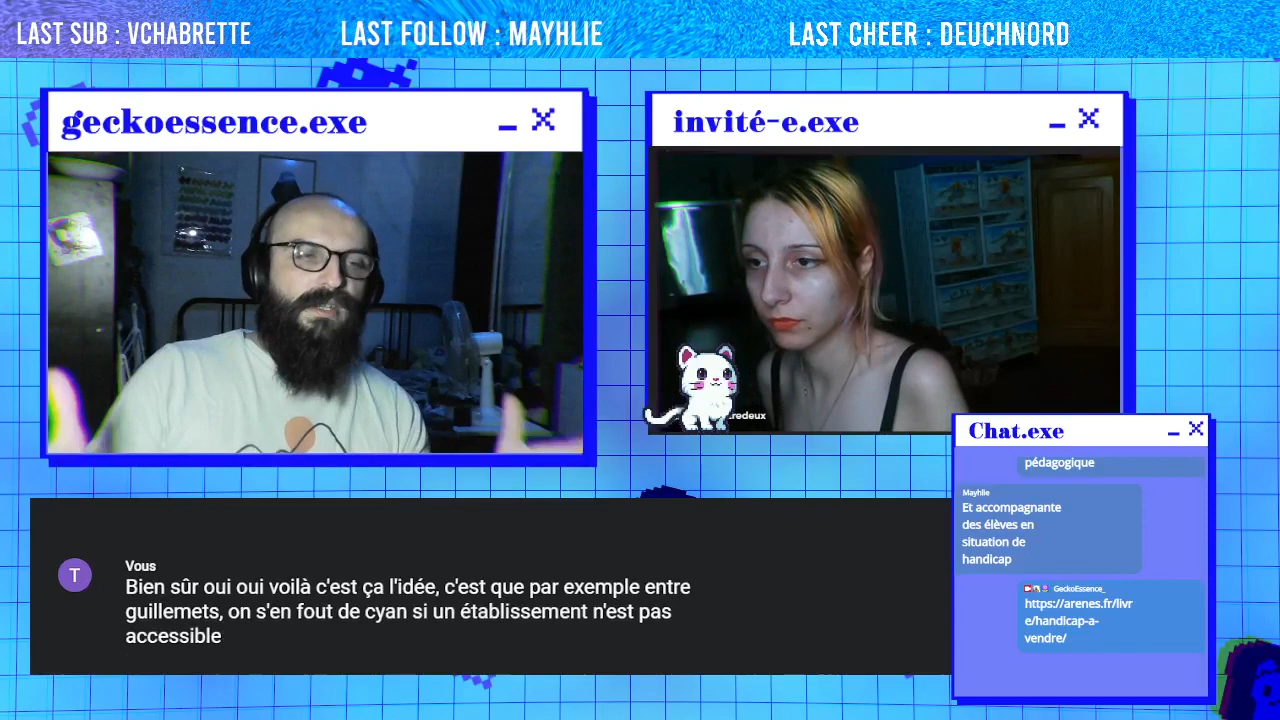 LAST SUB : VCHABRETTE
LAST FOLLOW : MAYHLIE
LAST CHEER : DEUCHNORD
geckoessence.exe
invité-e.exe
redeux
Chat.exe
pédagogique
Mayhlie
Et accompagnante
des élèves en
situation de
handicap
GeckoEssence_
https://arenes.fr/livr
e/handicap-a-
vendre/
T
Vous
Bien sûr oui oui voilà c'est ça l'idée, c'est que par exemple entre
guillemets, on s'en fout de cyan si un établissement n'est pas
accessible